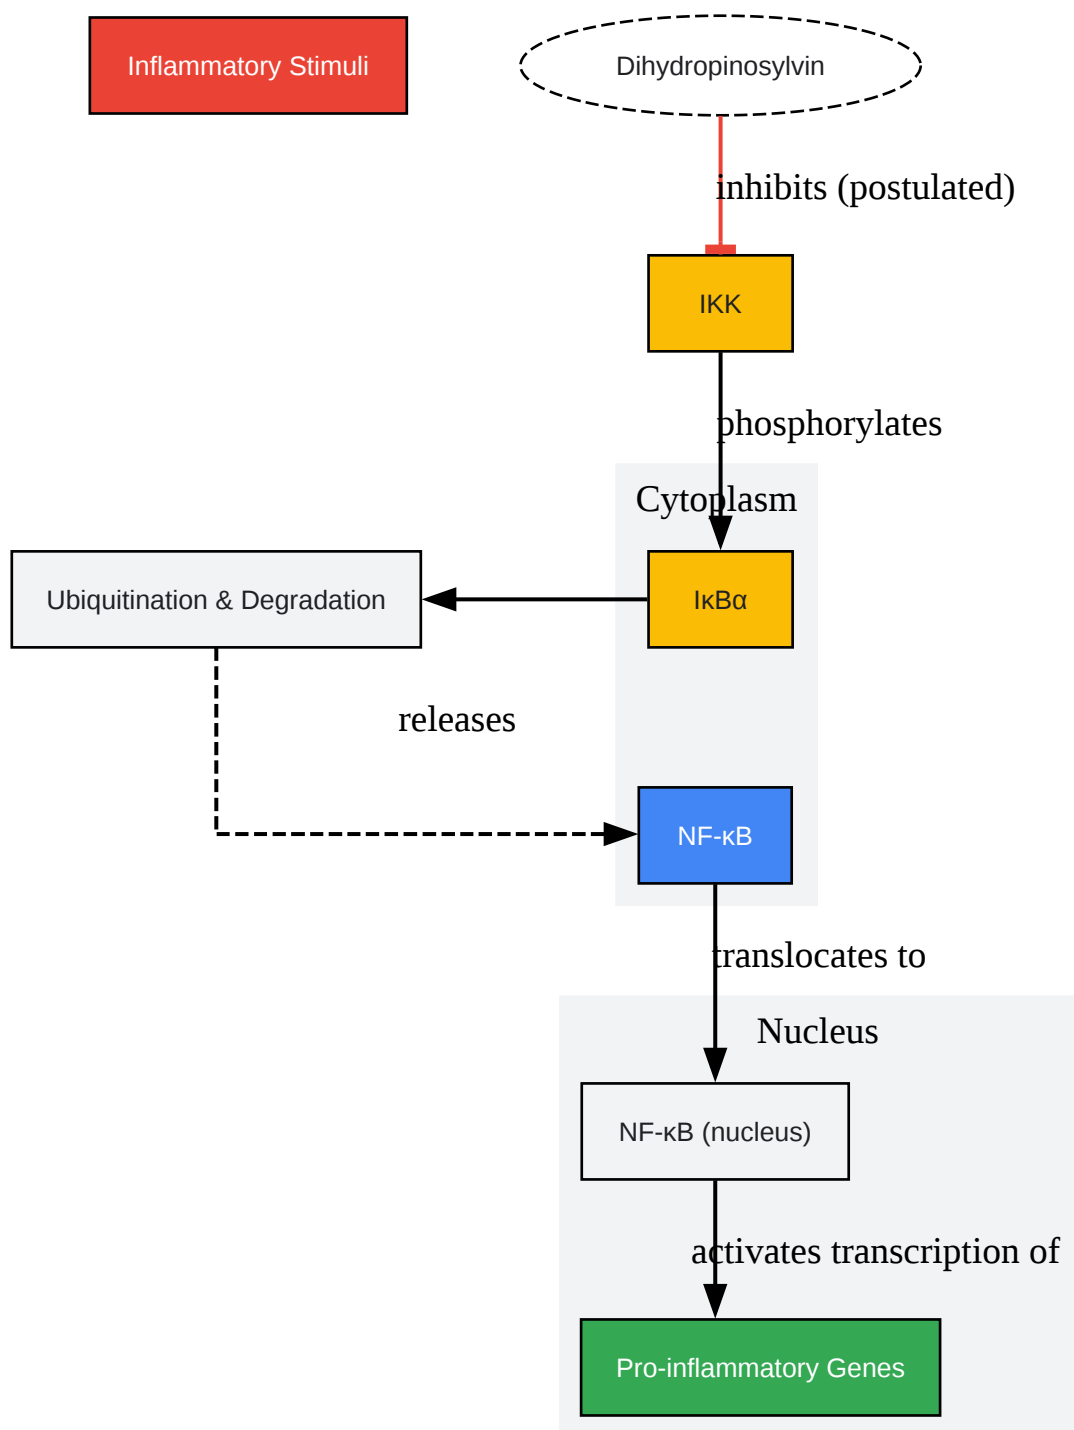 Inflammatory Stimuli
Dihydropinosylvin
inhibits (postulated)
IKK
phosphorylates
Cytoplasm
Ubiquitination & Degradation
IκBα
releases
NF-κB
translocates to
Nucleus
NF-κB (nucleus)
activates transcription of
Pro-inflammatory Genes